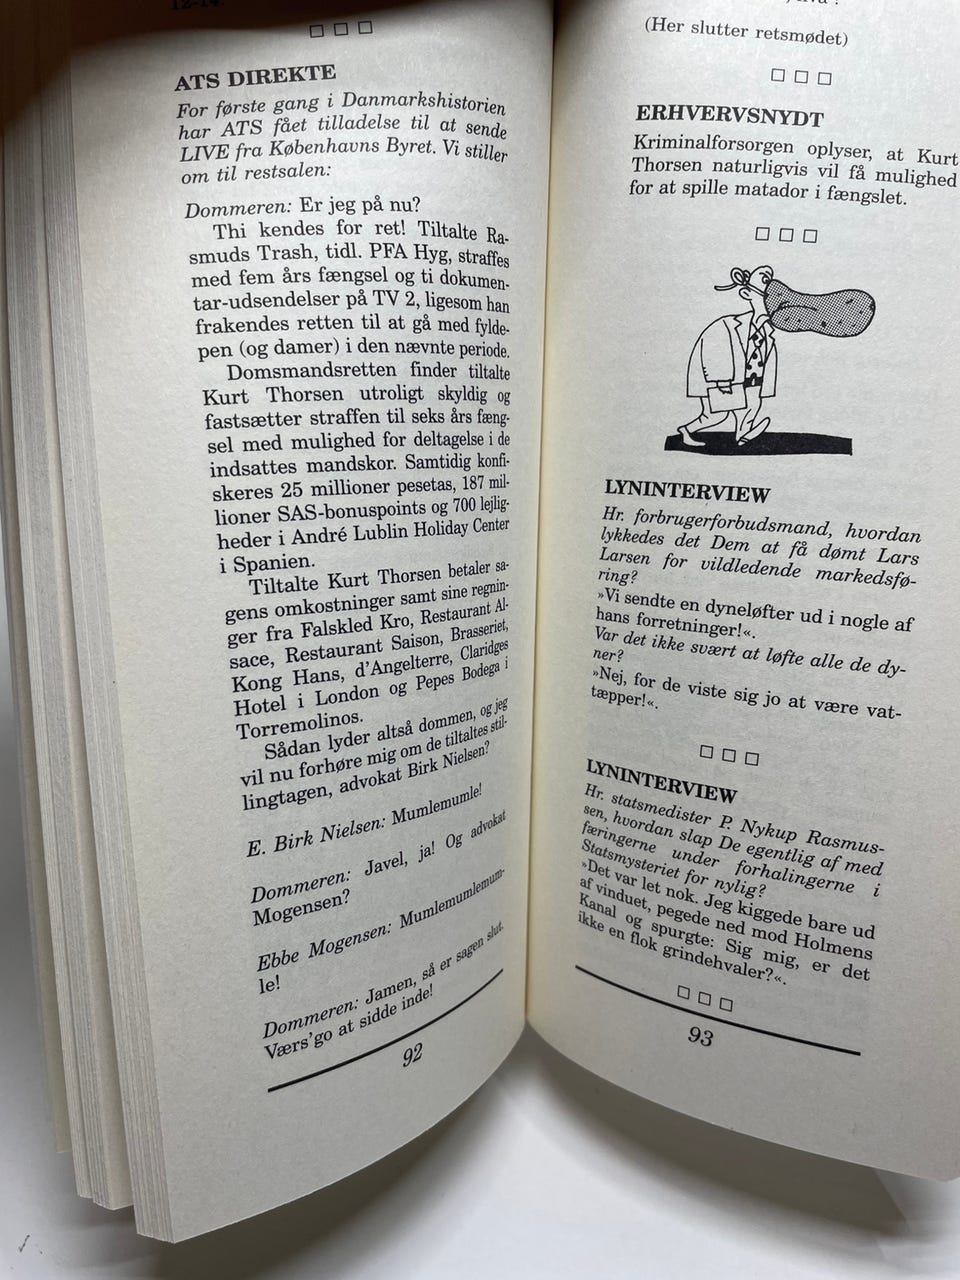 12-14.
ATS DIREKTE
For første gang i Danmarkshistorien
har ATS fået tilladelse til at sende
LIVE fra Københavns Byret. Vi stiller
om til restsalen:
Dommeren: Er jeg på nu?
Thi kendes for ret! Tiltalte Ra-
smuds Trash, tidl. PFA Hyg, straffes
med fem års fængsel og ti dokumen-
tar-udsendelser på TV 2, ligesom han
frakendes retten til at gå med fylde-
pen (og damer) i den nævnte periode.
Domsmandsretten finder tiltalte
Kurt Thorsen utroligt skyldig og
fastsætter straffen til seks års fæng-
sel med mulighed for deltagelse i de
indsattes mandskor. Samtidig konfi-
skeres 25 millioner pesetas, 187 mil-
lioner SAS-bonuspoints og 700 lejlig-
heder i André Lublin Holiday Center
i Spanien.
Tiltalte Kurt Thorsen betaler sa-
gens omkostninger samt sine regnin-
ger fra Falskled Kro, Restaurant Al-
sace, Restaurant Saison, Brasseriet,
Kong Hans, d'Angelterre, Claridges
Hotel i London og Pepes Bodega i
Torremolinos.
Sådan lyder altså dommen, og jeg
vil nu forhøre mig om de tiltaltes stil-
lingtagen, advokat Birk Nielsen?
E. Birk Nielsen: Mumlemumle!
Dommeren: Javel, ja! Og advokat
Mogensen?
Ebbe Mogensen: Mumlemumlemum-
le!
Dommeren: Jamen, så er sagen slut.
Værs'go at sidde inde!
92
(Her slutter retsmødet)
ERHVERVSNYDT
Kriminalforsorgen oplyser, at Kurt
Thorsen naturligvis vil få mulighed
for at spille matador i fængslet.
LYNINTERVIEW
Hr. forbrugerforbudsmand, hvordan
lykkedes det Dem at få dømt Lars
Larsen for vildledende markedsfø-
ring?
»Vi sendte en dyneløfter ud i nogle af
hans forretninger!«.
Var det ikke svært at løfte alle de dy-
ner?
»Nej, for de viste sig jo at være vat-
tæpper!«.
LYNINTERVIEW
Hr. statsmedister P. Nykup Rasmus-
sen, hvordan slap De egentlig af med
færingerne under forhalingerne i
Statsmysteriet for nylig?
»Det var let nok. Jeg kiggede bare ud
af vinduet, pegede ned mod Holmens
Kanal og spurgte: Sig mig, er det
ikke en flok grindehvaler?«.
93